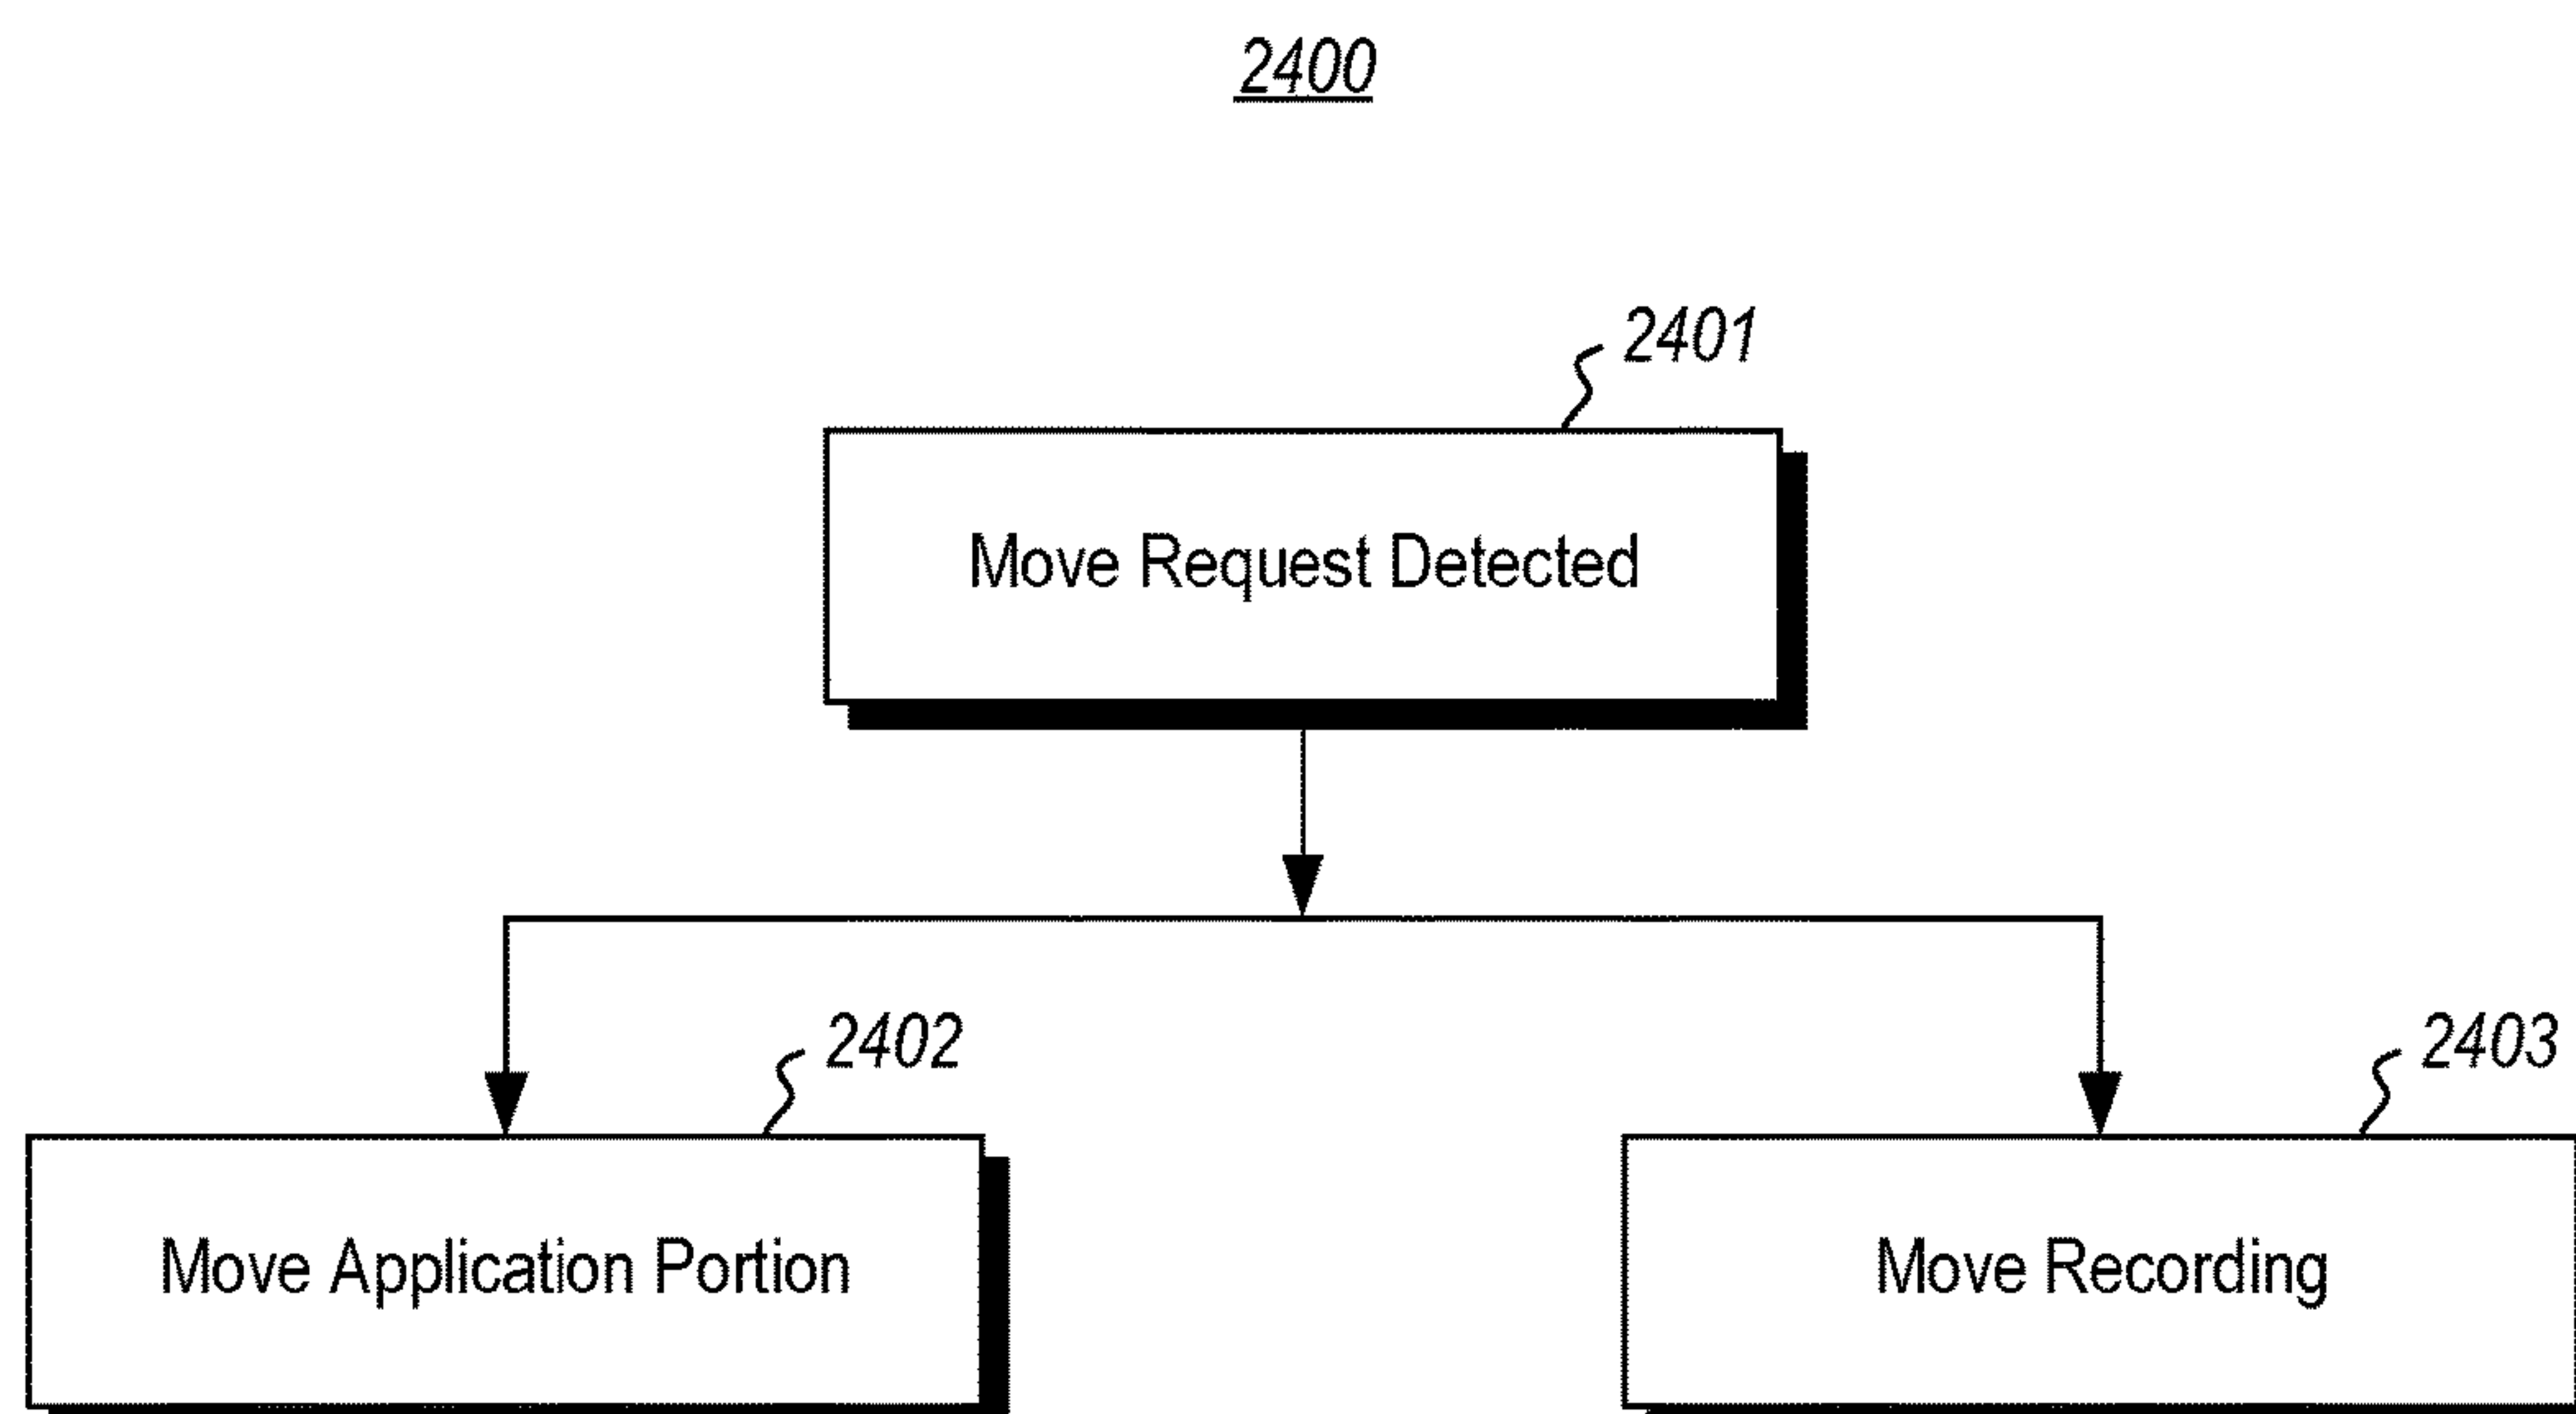 2400
2401
Move Request Detected
2402
2403
Move Application Portion
Move Recording